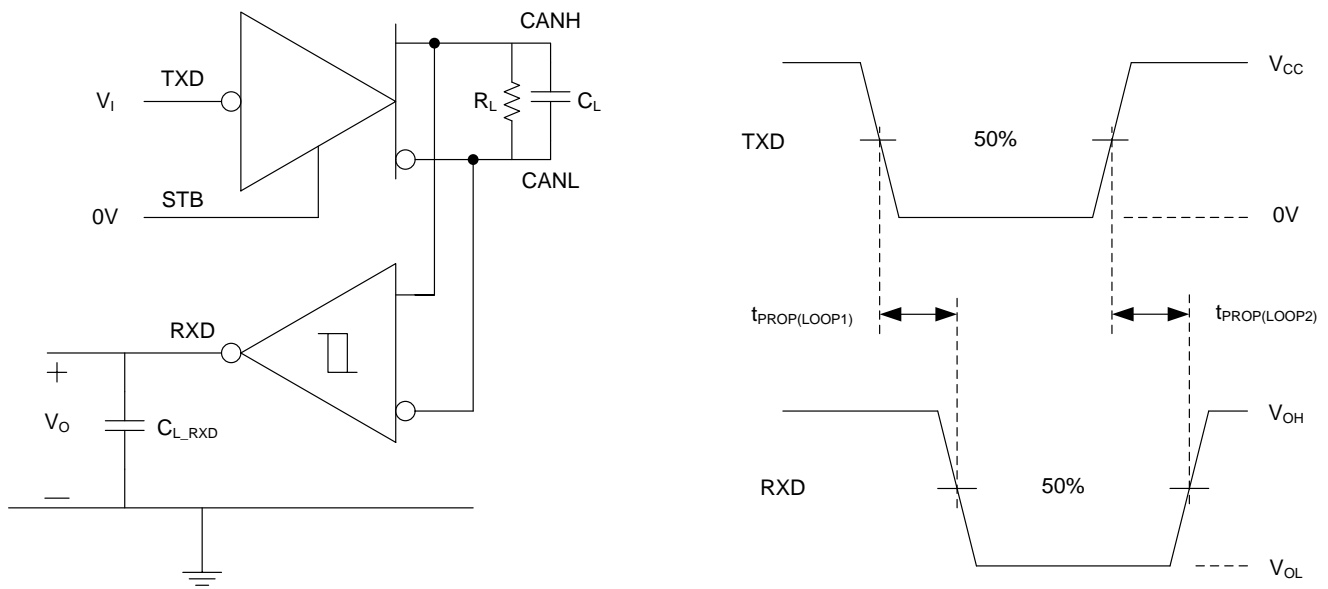 CANH
TXD
V_I
R_L
C_L
CANL
STB
0V
RXD
+
V_O
C_L_RXD
—
V_CC
TXD
50%
0V
t_PROP(LOOP1)
t_PROP(LOOP2)
V_OH
RXD
50%
V_OL